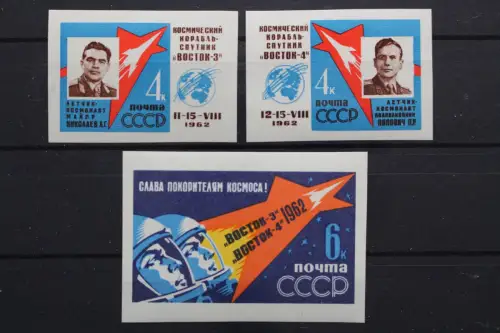 4к
почта
СССР
ЛЕТЧИК-
КОСМОНАВТ
МАЙОР
НИКОЛАЕВ А.Г.
КОСМИЧЕСКИЙ
КОРАБЛЬ-
СПУТНИК
"ВОСТОК-3"
11-15-VIII
1962
КОСМИЧЕСКИЙ
КОРАБЛЬ-
СПУТНИК
"ВОСТОК-4"
12-15-VIII
1962
4к
почта
СССР
ЛЕТЧИК-
КОСМОНАВТ
ПОДПОЛКОВНИК
ПОПОВИЧ П.Р.
СЛАВА ПОКОРИТЕЛЯМ КОСМОСА!
„ВОСТОК-3"
„ВОСТОК-4"
1962
6к
почта
СССР